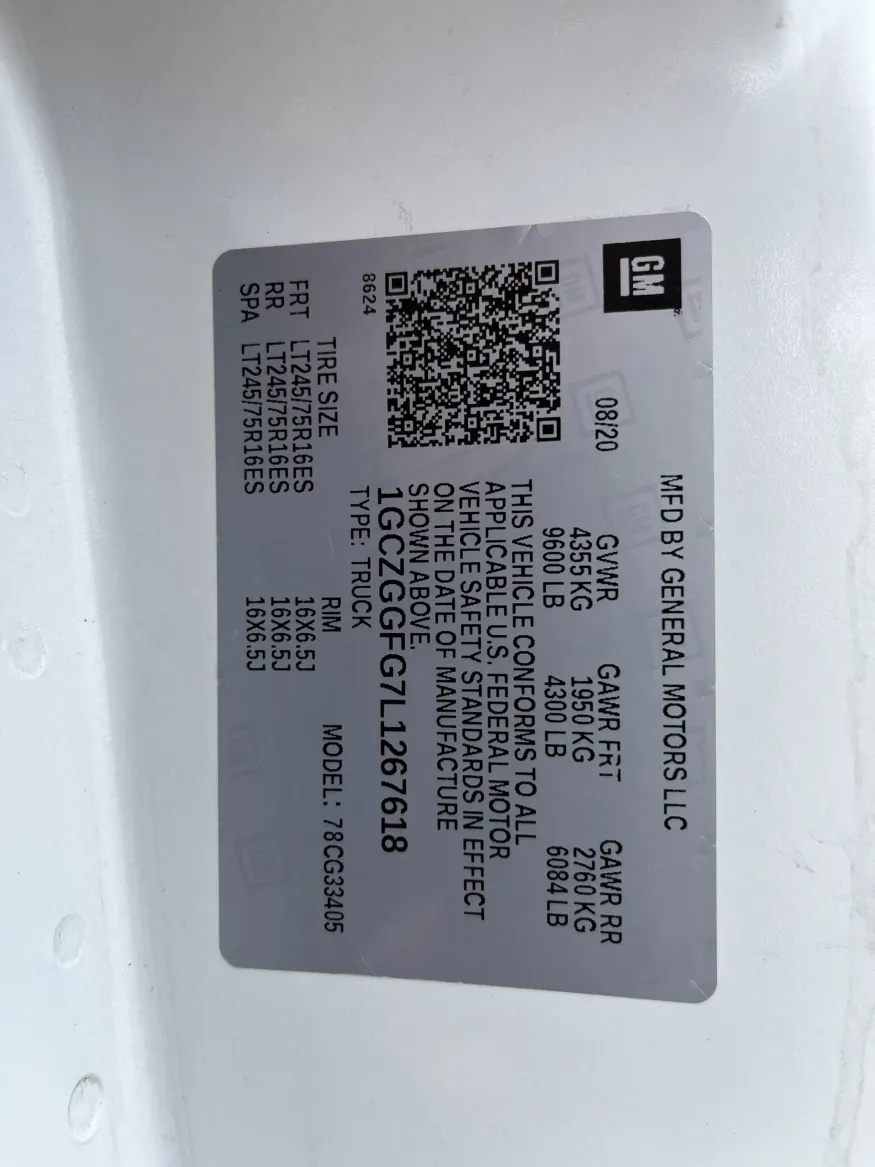 GM
MFD BY GENERAL MOTORS LLC
08/20
GVWR GAWR FRT GAWR RR
4355 KG 1950 KG 2760 KG
9600 LB 4300 LB 6084 LB
THIS VEHICLE CONFORMS TO ALL
APPLICABLE U.S. FEDERAL MOTOR
VEHICLE SAFETY STANDARDS IN EFFECT
ON THE DATE OF MANUFACTURE
SHOWN ABOVE.
1GCZGGFG7L1267618
8624
TYPE: TRUCK
TIRE SIZE RIM MODEL: 78CG33405
FRT LT245/75R16ES 16X6.5J
RR LT245/75R16ES 16X6.5J
SPA LT245/75R16ES 16X6.5J